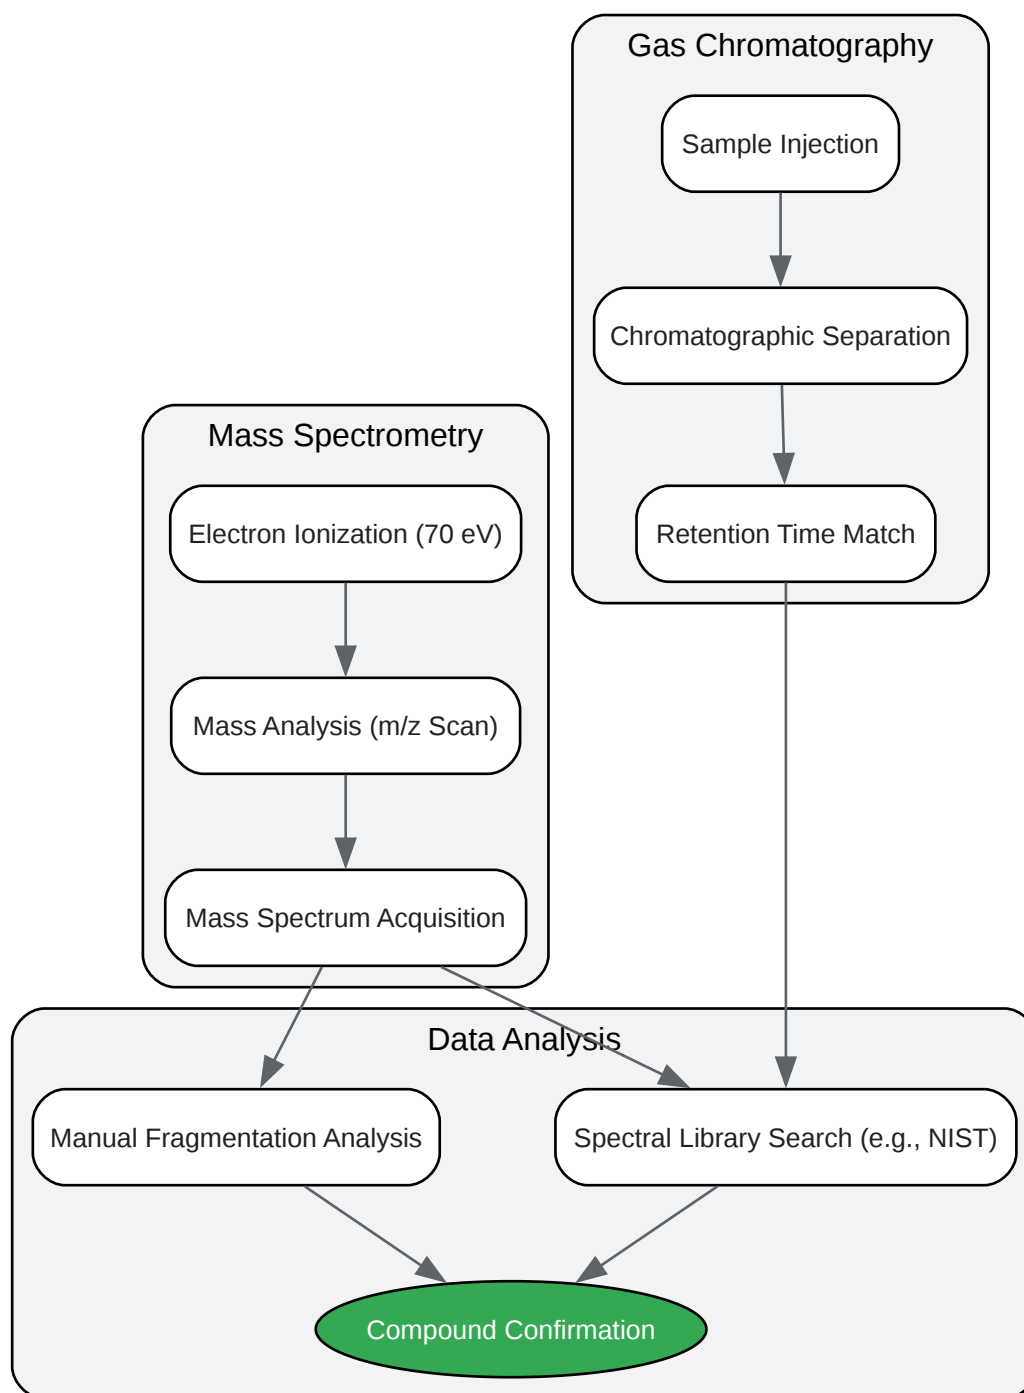 Gas Chromatography
Sample Injection
Chromatographic Separation
Retention Time Match
Mass Spectrometry
Electron Ionization (70 eV)
Mass Analysis (m/z Scan)
Mass Spectrum Acquisition
Data Analysis
Manual Fragmentation Analysis
Spectral Library Search (e.g., NIST)
Compound Confirmation